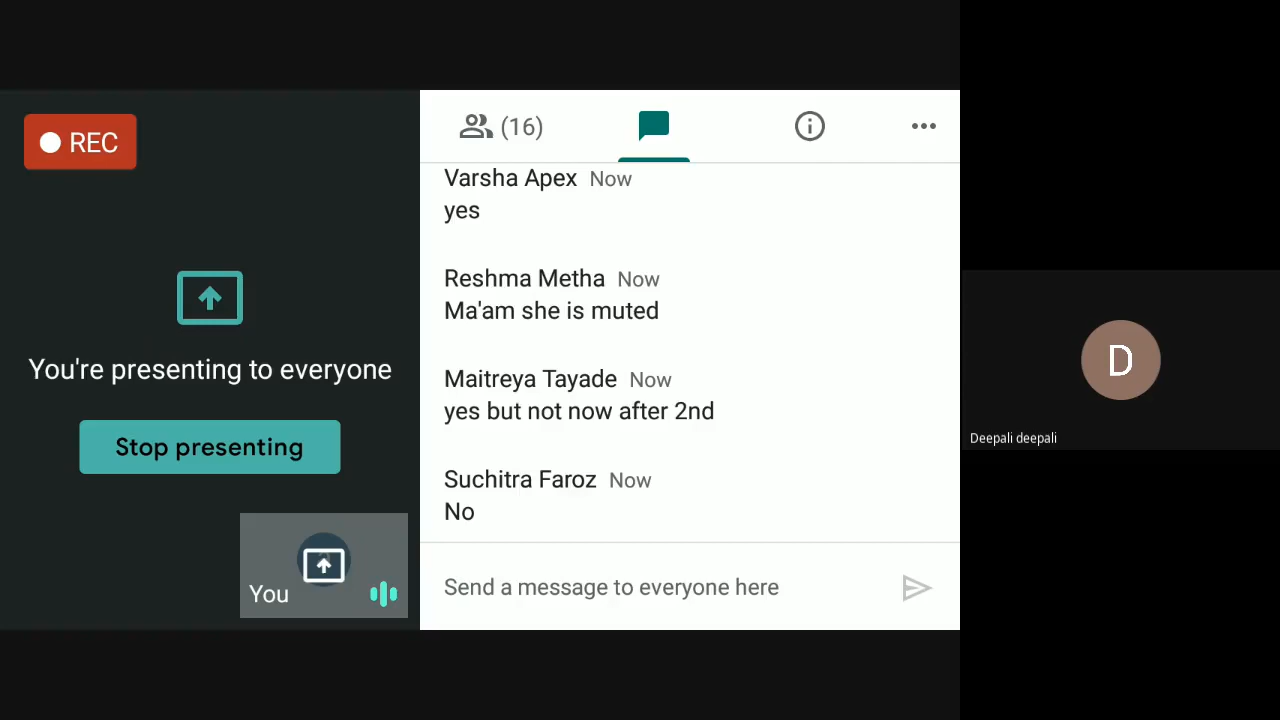 REC
You're presenting to everyone
Stop presenting
You
(16)
Varsha Apex Now
yes
Reshma Metha Now
Ma'am she is muted
Maitreya Tayade Now
yes but not now after 2nd
Suchitra Faroz Now
No
Send a message to everyone here
D
Deepali deepali